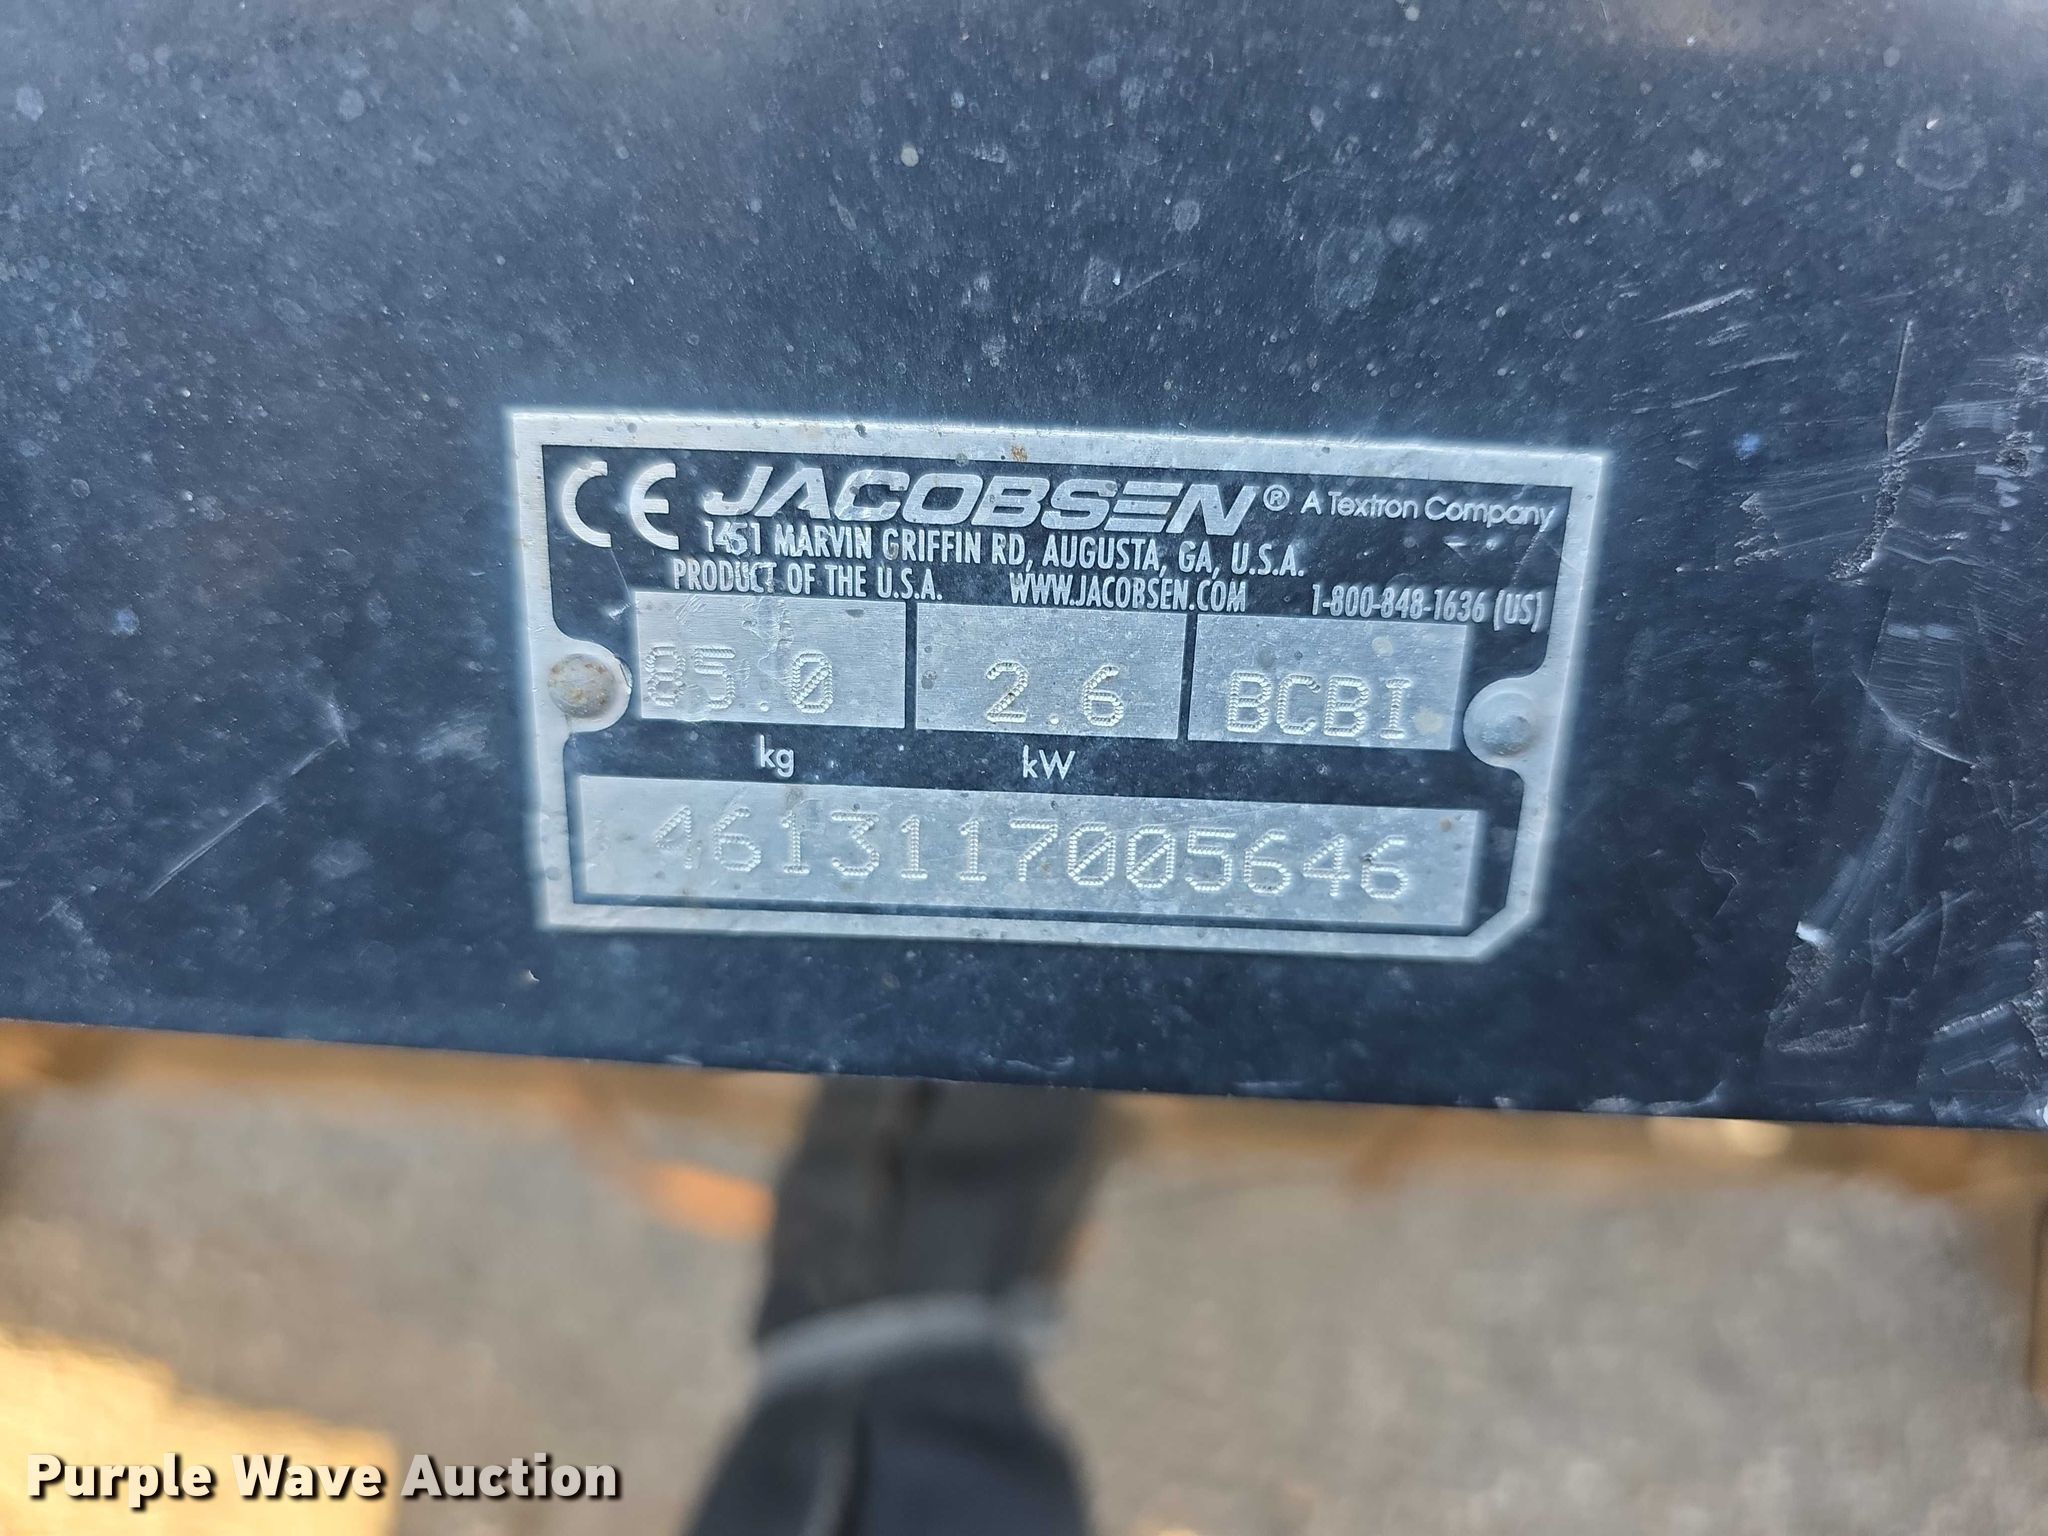 CE JACOBSEN® A Textron Company
1451 MARVIN GRIFFIN RD, AUGUSTA, GA, U.S.A.
PRODUCT OF THE U.S.A. WWW.JACOBSEN.COM 1-800-848-1636 (US)
85.0 2.6 BCBI
kg kW
4613117005646
Purple Wave Auction